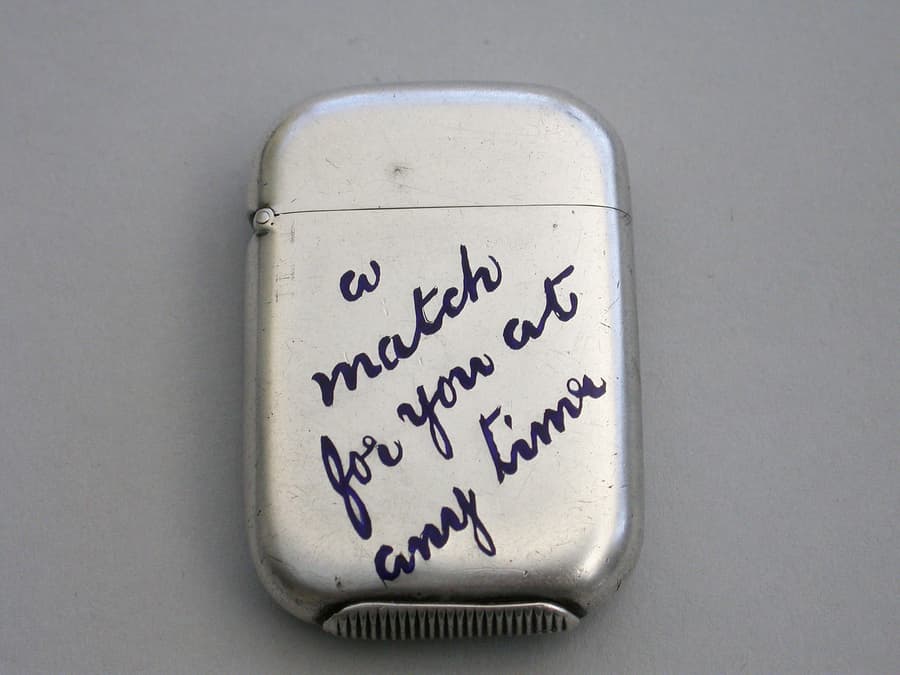 a
match
for you at
any time